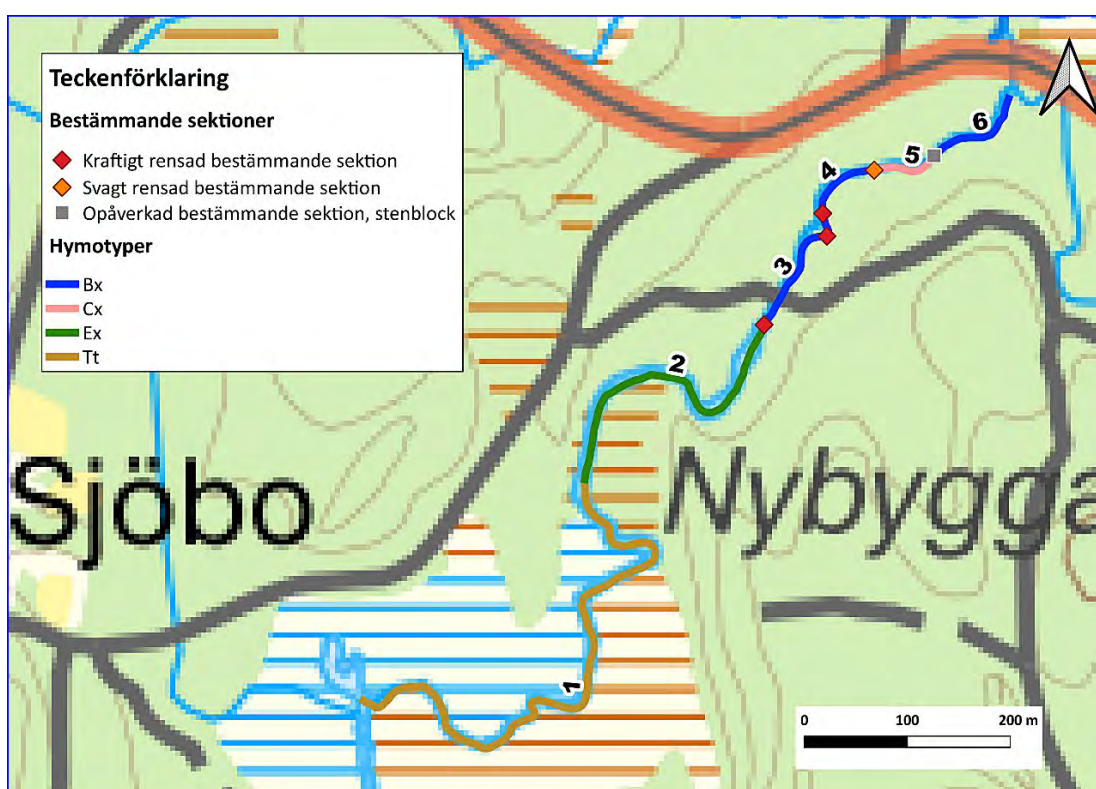 Teckenförklaring
Bestämmande sektioner
Kraftigt rensad bestämmande sektion
Svagt rensad bestämmande sektion
Opåverkad bestämmande sektion, stenblock
Hymotyper
Bx
Cx
Ex
Tt
6
5
4
3
2
Sjöbo
Nybygga
1
0 100 200 m